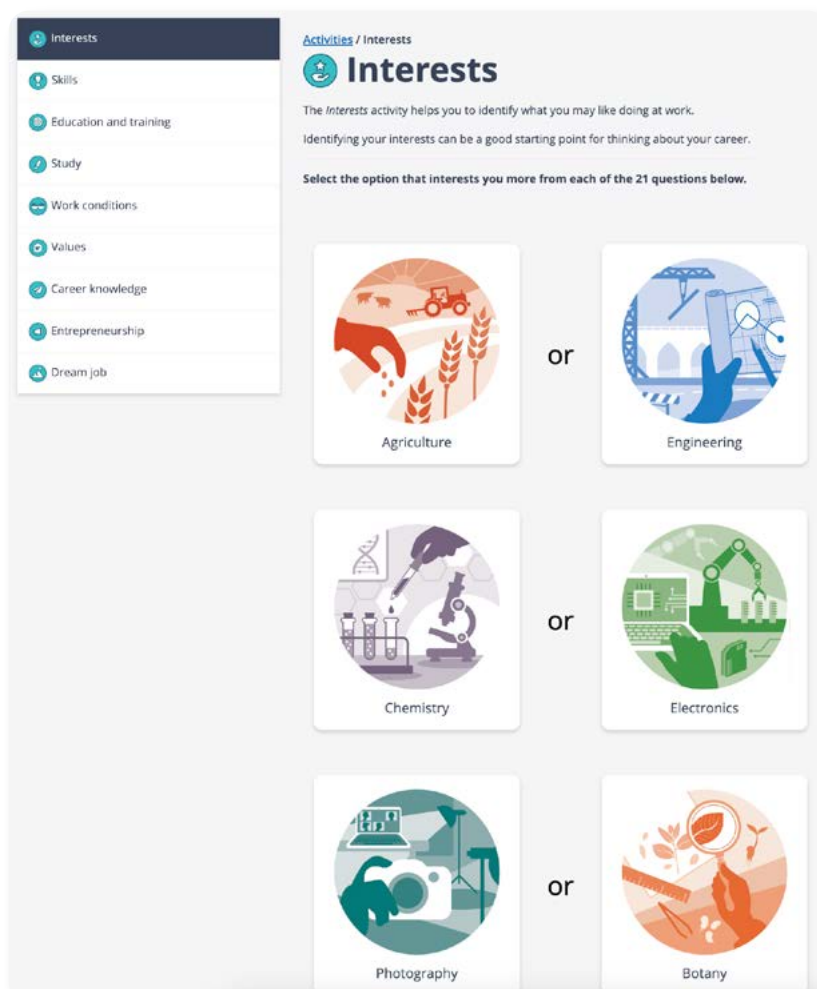 Interests
Skills
Education and training
Study
Work conditions
Values
Career knowledge
Entrepreneurship
Dream job
Activities / Interests
Interests
The Interests activity helps you to identify what you may like doing at work.
Identifying your interests can be a good starting point for thinking about your career.
Select the option that interests you more from each of the 21 questions below.
Agriculture
or
Engineering
Chemistry
or
Electronics
Photography
or
Botany